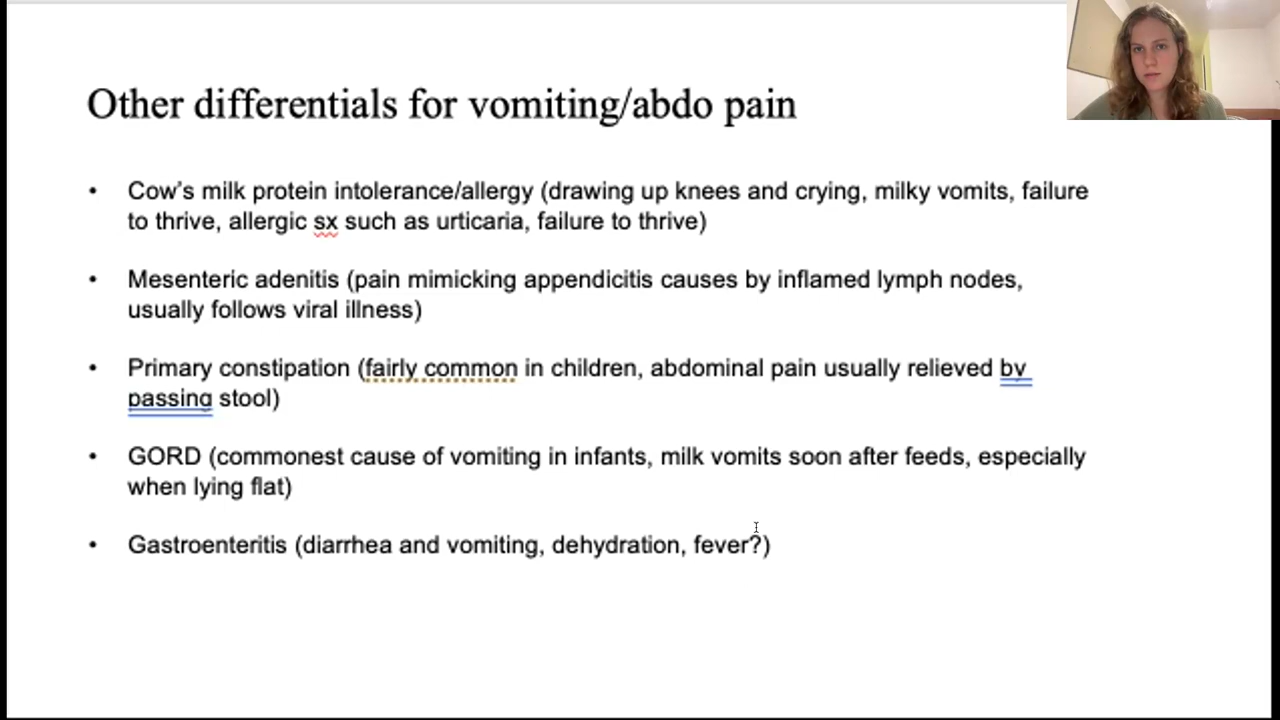 Other differentials for vomiting/abdo pain
• Cow's milk protein intolerance/allergy (drawing up knees and crying, milky vomits, failure
to thrive, allergic sx such as urticaria, failure to thrive)
• Mesenteric adenitis (pain mimicking appendicitis causes by inflamed lymph nodes,
usually follows viral illness)
• Primary constipation (fairly common in children, abdominal pain usually relieved by
passing stool)
• GORD (commonest cause of vomiting in infants, milk vomits soon after feeds, especially
when lying flat)
• Gastroenteritis (diarrhea and vomiting, dehydration, fever?)